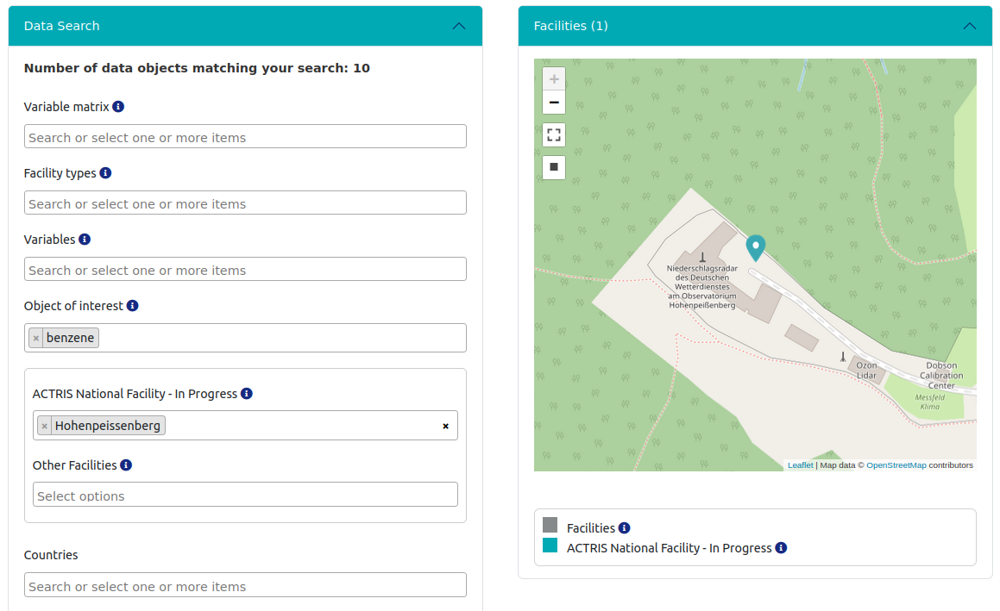 Data Search
Number of data objects matching your search: 10
Variable matrix
Search or select one or more items
Facility types
Search or select one or more items
Variables
Search or select one or more items
Object of interest
× benzene
ACTRIS National Facility - In Progress
× Hohenpeissenberg ×
Other Facilities
Select options
Countries
Search or select one or more items
Facilities (1)
+
−
Niederschlagsradar
des Deutschen
Wetterdienstes
am Observatorium
Hohenpeißenberg
Ozon
Lidar
Dobson
Calibration
Center
Messfeld
Klima
Leaflet | Map data © OpenStreetMap contributors
Facilities
ACTRIS National Facility - In Progress